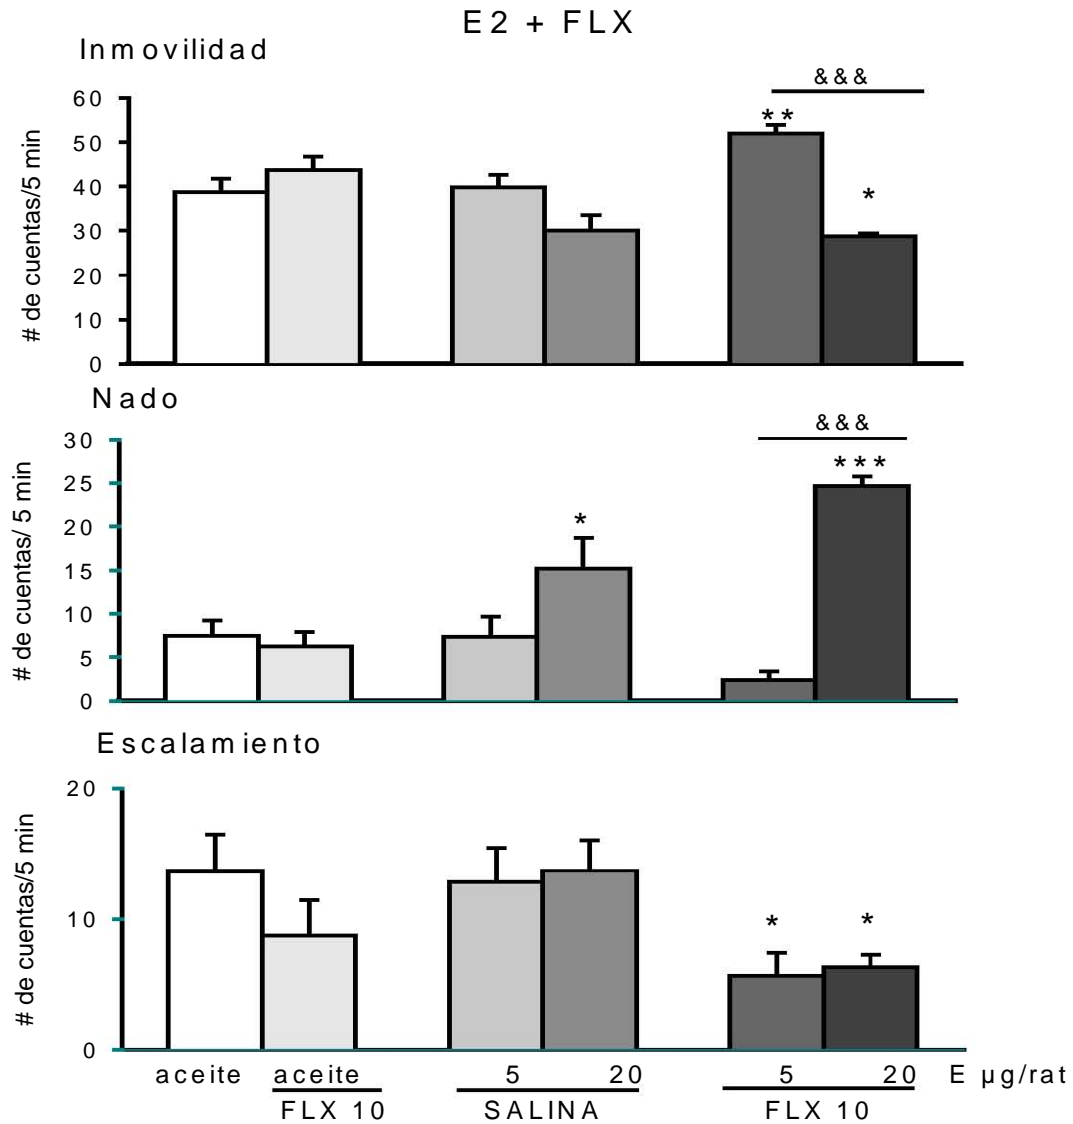 E2 + FLX
Inmovilidad
&&&
**
*
# de cuentas/5 min
60
50
40
30
20
10
0
Nado
&&&
***
*
# de cuentas/ 5 min
30
25
20
15
10
5
0
Escalamiento
* *
# de cuentas/5 min
20
10
0
aceite aceite 5 20 5 20 E µg/rat
FLX 10 SALINA FLX 10